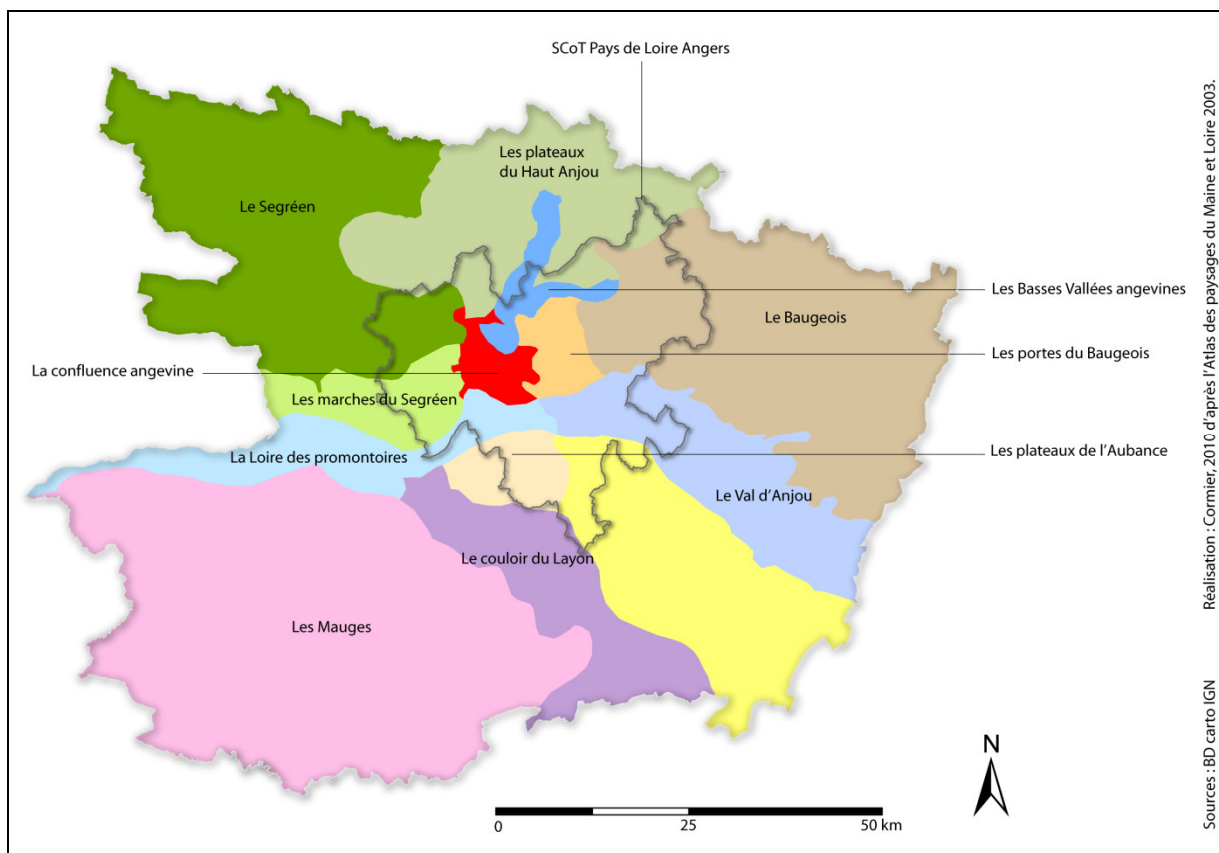 SCoT Pays de Loire Angers
Les plateaux
du Haut Anjou
Le Segréen
Les Basses Vallées angevines
Le Baugeois
Les portes du Baugeois
La confluence angevine
Les marches du Segréen
La Loire des promontoires
Les plateaux de l'Aubance
Le Val d'Anjou
Le couloir du Layon
Les Mauges
N
0
25
50 km
Réalisation : Cormier, 2010 d'après l'Atlas des paysages du Maine et Loire 2003.
Sources : BD carto IGN